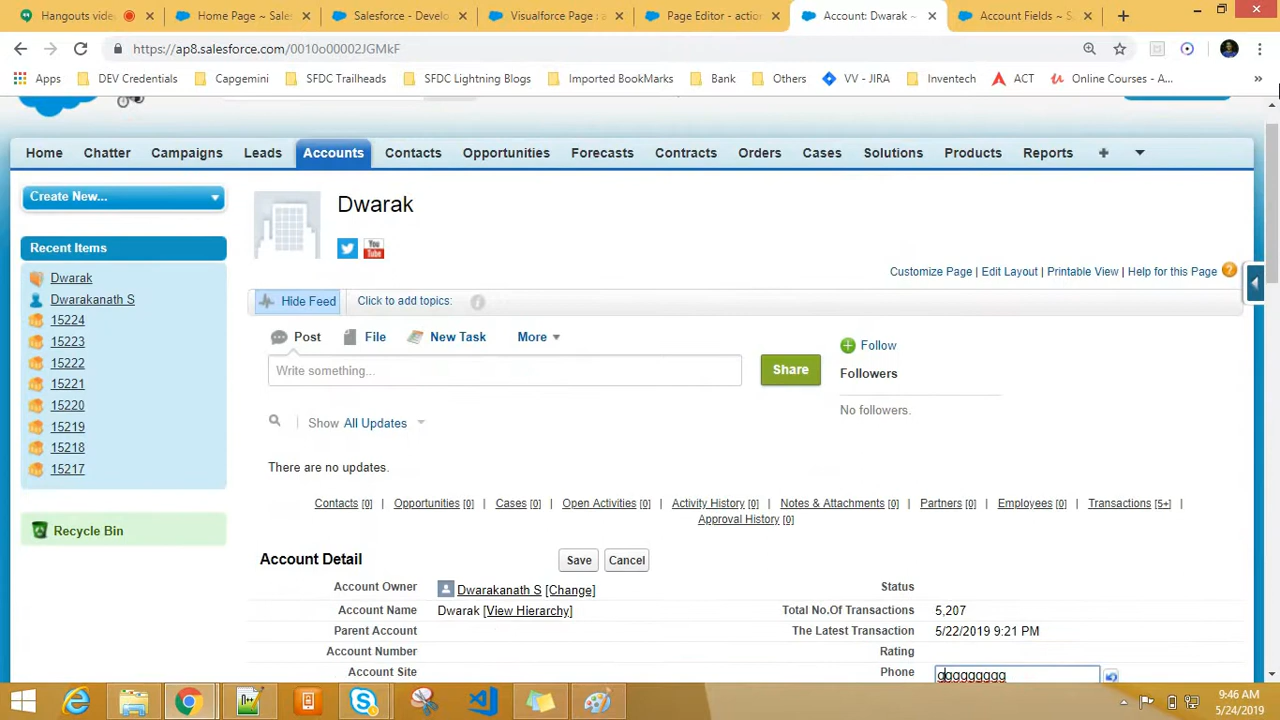 Hangouts video
Home Page ~ Sales
Salesforce - Develo
Visualforce Page : a
Page Editor - action
Account: Dwarak ~
Account Fields ~ S
https://ap8.salesforce.com/0010o00002JGMkF
Apps
DEV Credentials
Capgemini
SFDC Trailheads
SFDC Lightning Blogs
Imported BookMarks
Bnk
Others
VV - JIRA
Inventech
ACT
Online Courses - A...
»
Home
Chatter
Campaigns
Leads
Accounts
Contacts
Opportunities
Forecasts
Contracts
Orders
Cases
Solutions
Products
Reports
Create New...
Recent Items
Dwarak
Dwarakanath S
15224
15223
15222
15221
15220
15219
15218
15217
Recycle Bin
Dwarak
You
Tube
Customize Page | Edit Layout | Printable View | Help for this Page ?
Hide Feed
Click to add topics:
Post
File
New Task
More
Write something...
Share
Follow
Followers
No followers.
Show All Updates
There are no updates.
Contacts [0] | Opportunities [0] | Cases [0] | Open Activities [0] | Activity History [0] | Notes & Attachments [0] | Partners [0] | Employees [0] | Transactions [5+] |
Approval History [0]
Account Detail
Save
Cancel
Account Owner
Dwarakanath S [Change]
Status
Account Name
Dwarak [View Hierarchy]
Total No.Of Transactions
5,207
Parent Account
The Latest Transaction
5/22/2019 9:21 PM
Account Number
Rating
Account Site
Phone
ggggggggg
9:46 AM
5/24/2019